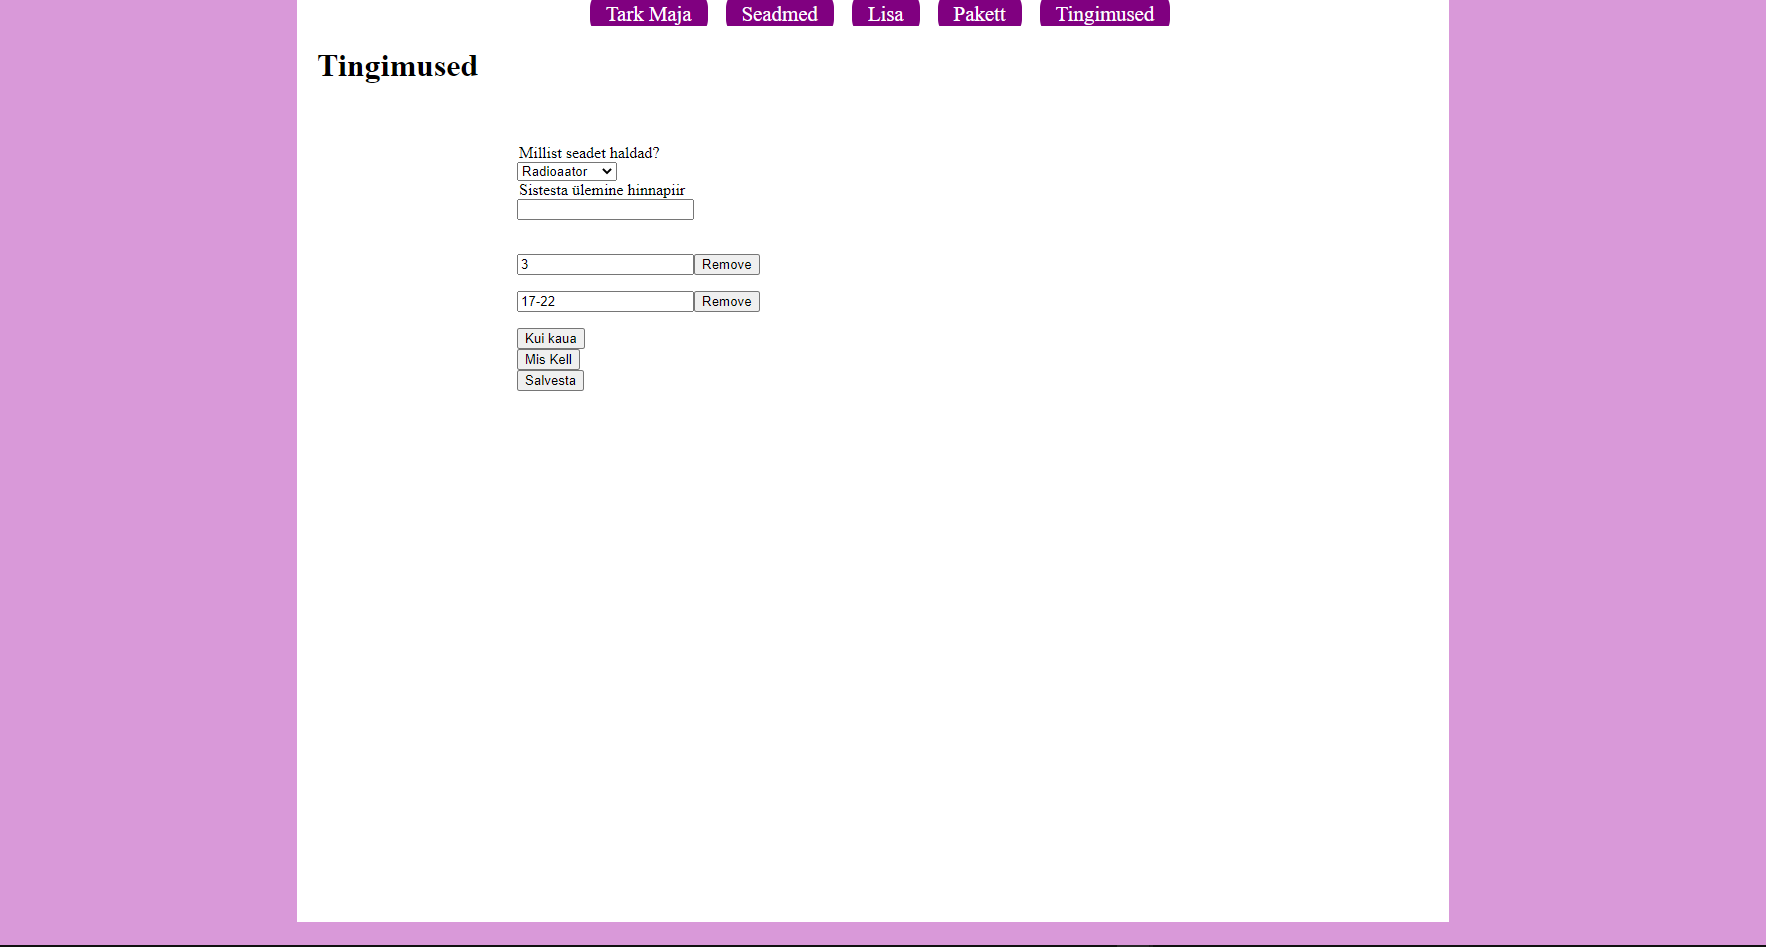 Tark Maja Seadmed Lisa Pakett Tingimused
Tingimused
Millist seadet haldad?
Radioaator
Sistesta ülemine hinnapiir
3 Remove
17-22 Remove
Kui kaua
Mis Kell
Salvesta